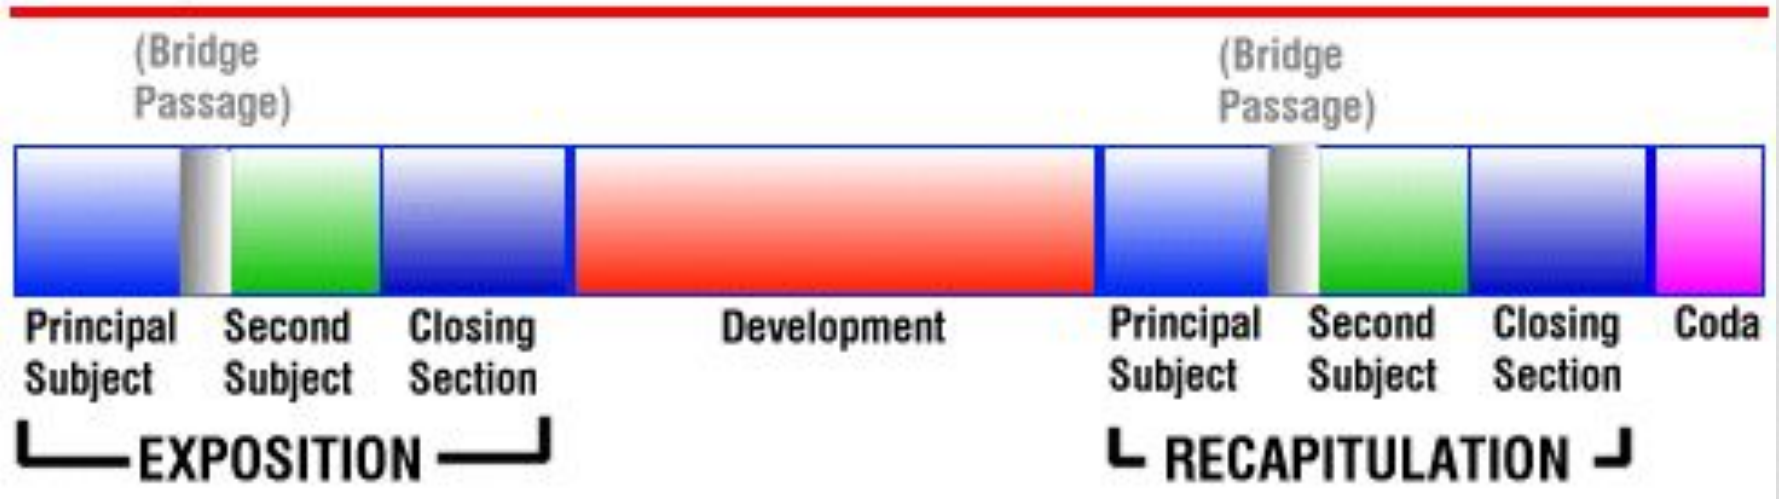 (Bridge
Passage)
(Bridge
Passage)
Principal
Subject
Second
Subject
Closing
Section
Development
Principal
Subject
Second
Subject
Closing
Section
Coda
EXPOSITION
RECAPITULATION